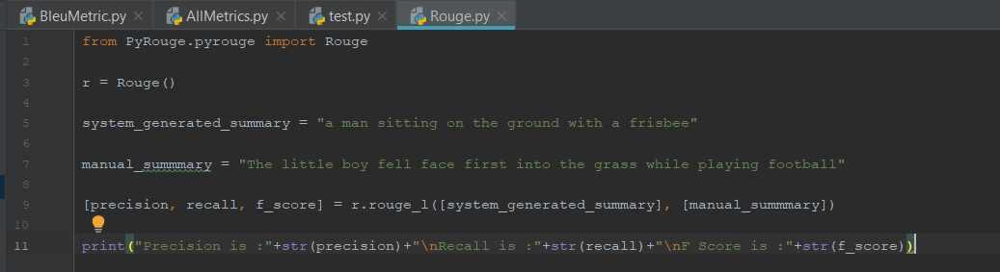 BleuMetric.py AllMetrics.py test.py Rouge.py
1 from PyRouge.pyrouge import Rouge
2
3 r = Rouge()
4
5 system_generated_summary = "a man sitting on the ground with a frisbee"
6
7 manual_summmary = "The little boy fell face first into the grass while playing football"
8
9 [precision, recall, f_score] = r.rouge_l([system_generated_summary], [manual_summmary])
10
11 print("Precision is :"+str(precision)+"\nRecall is :"+str(recall)+"\nF Score is :"+str(f_score))